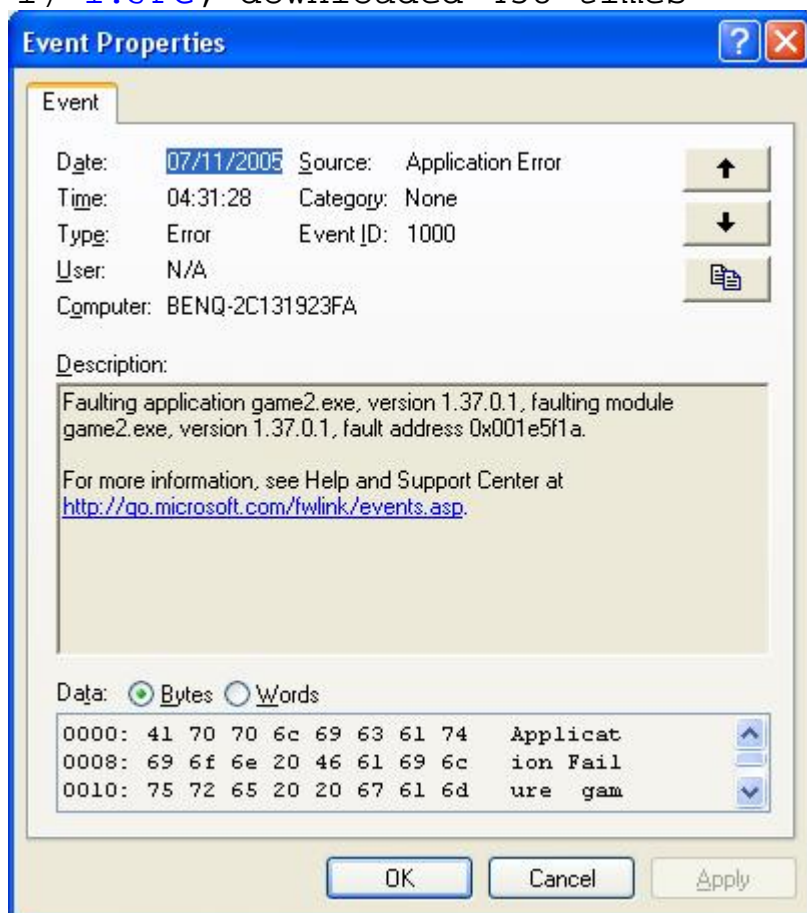 downloaded 430 times
Event Properties
Event
Date: 07/11/2005 Source: Application Error
Time: 04:31:28 Category: None
Type: Error Event ID: 1000
User: N/A
Computer: BENQ-2C131923FA
Description:
Faulting application game2.exe, version 1.37.0.1, faulting module
game2.exe, version 1.37.0.1, fault address 0x001e5f1a.
For more information, see Help and Support Center at
http://go.microsoft.com/fwlink/events.asp.
Data: Bytes Words
0000: 41 70 70 6c 69 63 61 74 Applicat
0008: 69 6f 6e 20 46 61 69 6c ion Fail
0010: 75 72 65 20 20 67 61 6d ure gam
OK Cancel Apply